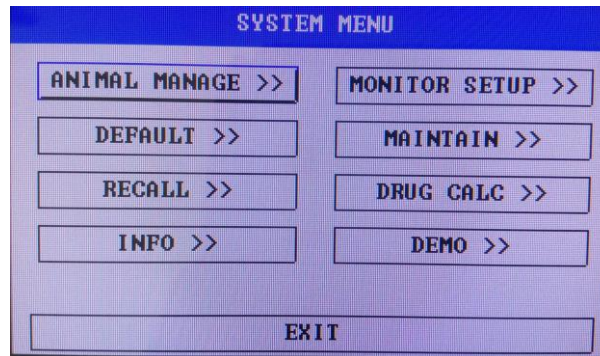 SYSTEM MENU
ANIMAL MANAGE >> MONITOR SETUP >>
DEFAULT >> MAINTAIN >>
RECALL >> DRUG CALC >>
INFO >> DEMO >>
EXIT